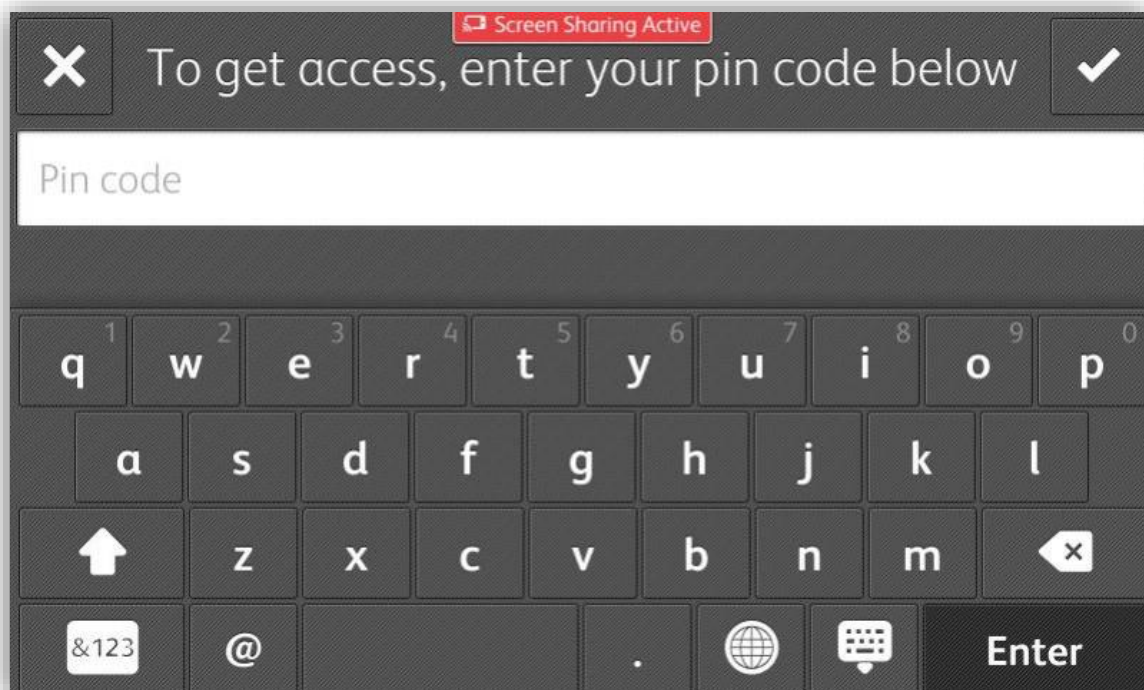 Screen Sharing Active
To get access, enter your pin code below
Pin code
1 2 3 4 5 6 7 8 9 0
q w e r t y u i o p
a s d f g h j k l
z x c v b n m
&123 @ . Enter